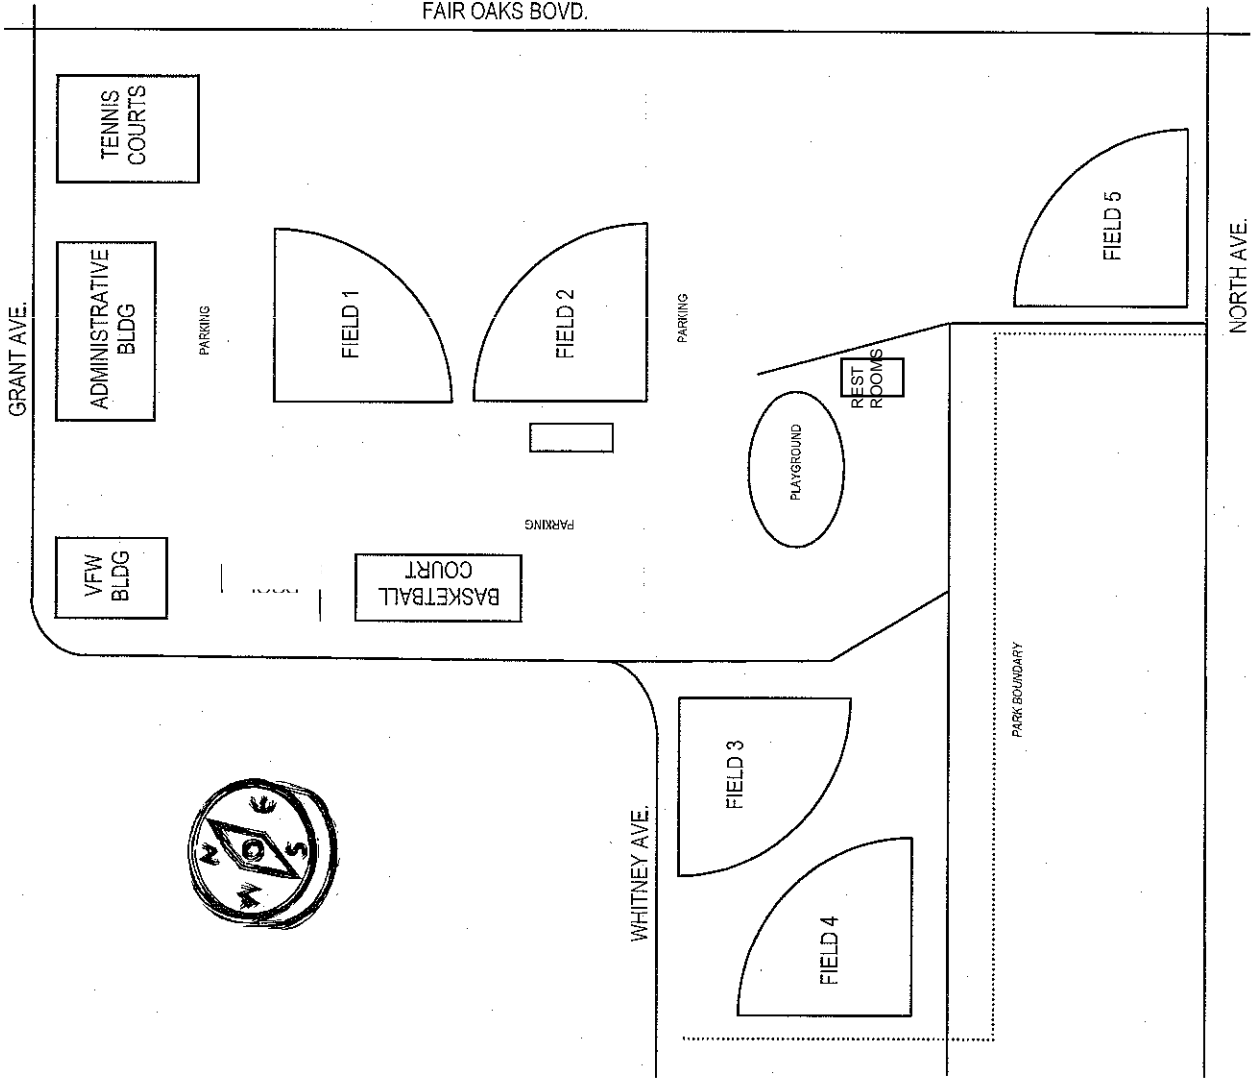 FAIR OAKS BOVD.
GRANT AVE.
TENNIS
COURTS
ADMINISTRATIVE
BLDG
PARKING
FIELD 1
FIELD 2
PARKING
FIELD 5
NORTH AVE.
REST
ROOMS
PLAYGROUND
PARKING
VFW
BLDG
BASKETBALL
COURT
PARK BOUNDARY
WHITNEY AVE.
FIELD 3
FIELD 4
N
E
S
W